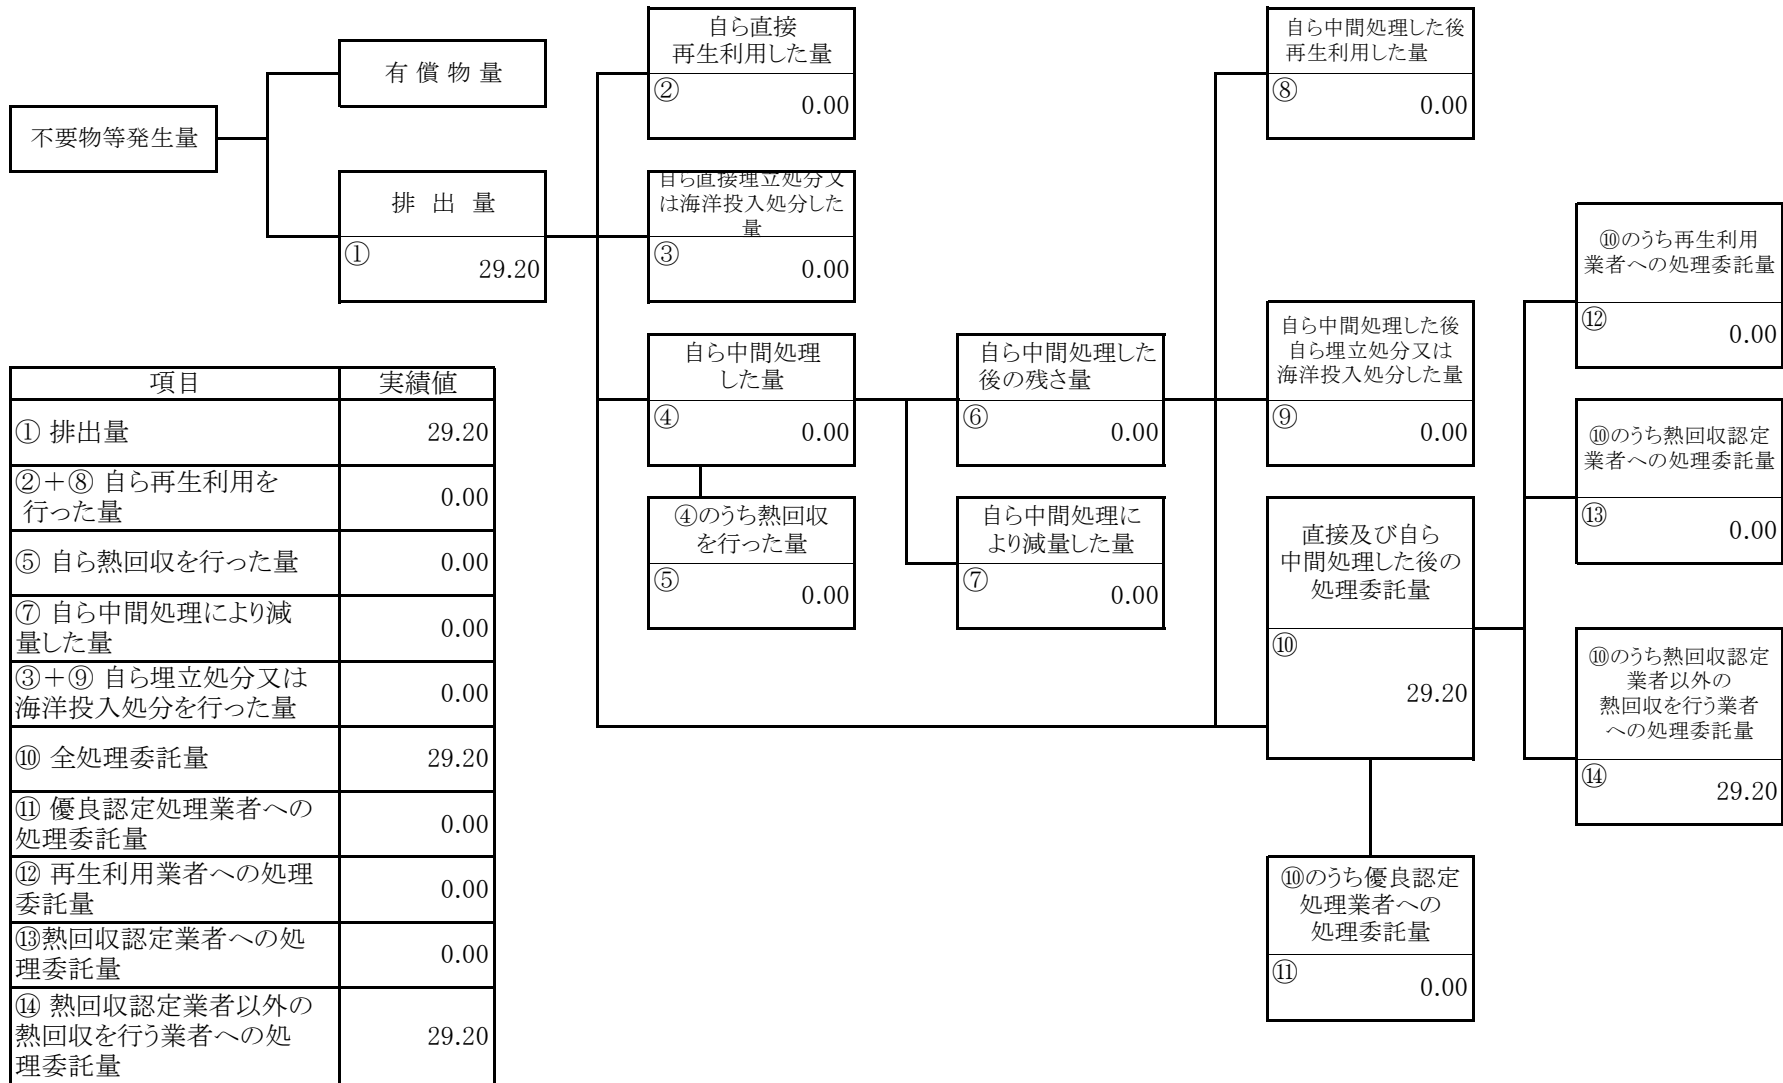 自ら直接
再生利用した量
②
0.00
自ら中間処理した後
再生利用した量
⑧
0.00
有 償 物 量
不要物等発生量
排 出 量
①
29.20
自ら直接埋立処分又
は海洋投入処分した
量
③
0.00
自ら中間処理
した量
④
0.00
自ら中間処理した
後の残さ量
⑥
0.00
自ら中間処理した後
自ら埋立処分又は
海洋投入処分した量
⑨
0.00
④のうち熱回収
を行った量
⑤
0.00
自ら中間処理に
より減量した量
⑦
0.00
直接及び自ら
中間処理した後の
処理委託量
⑩
29.20
⑩のうち再生利用
業者への処理委託量
⑫
0.00
⑩のうち熱回収認定
業者への処理委託量
⑬
0.00
⑩のうち熱回収認定
業者以外の
熱回収を行う業者
への処理委託量
⑭
29.20
⑩のうち優良認定
処理業者への
処理委託量
⑪
0.00
項目 実績値
① 排出量 29.20
②+⑧ 自ら再生利用を
行った量 0.00
⑤ 自ら熱回収を行った量 0.00
⑦ 自ら中間処理により減
量した量 0.00
③+⑨ 自ら埋立処分又は
海洋投入処分を行った量 0.00
⑩ 全処理委託量 29.20
⑪ 優良認定処理業者への
処理委託量 0.00
⑫ 再生利用業者への処理
委託量 0.00
⑬熱回収認定業者への処
理委託量 0.00
⑭ 熱回収認定業者以外の
熱回収を行う業者への処
理委託量 29.20